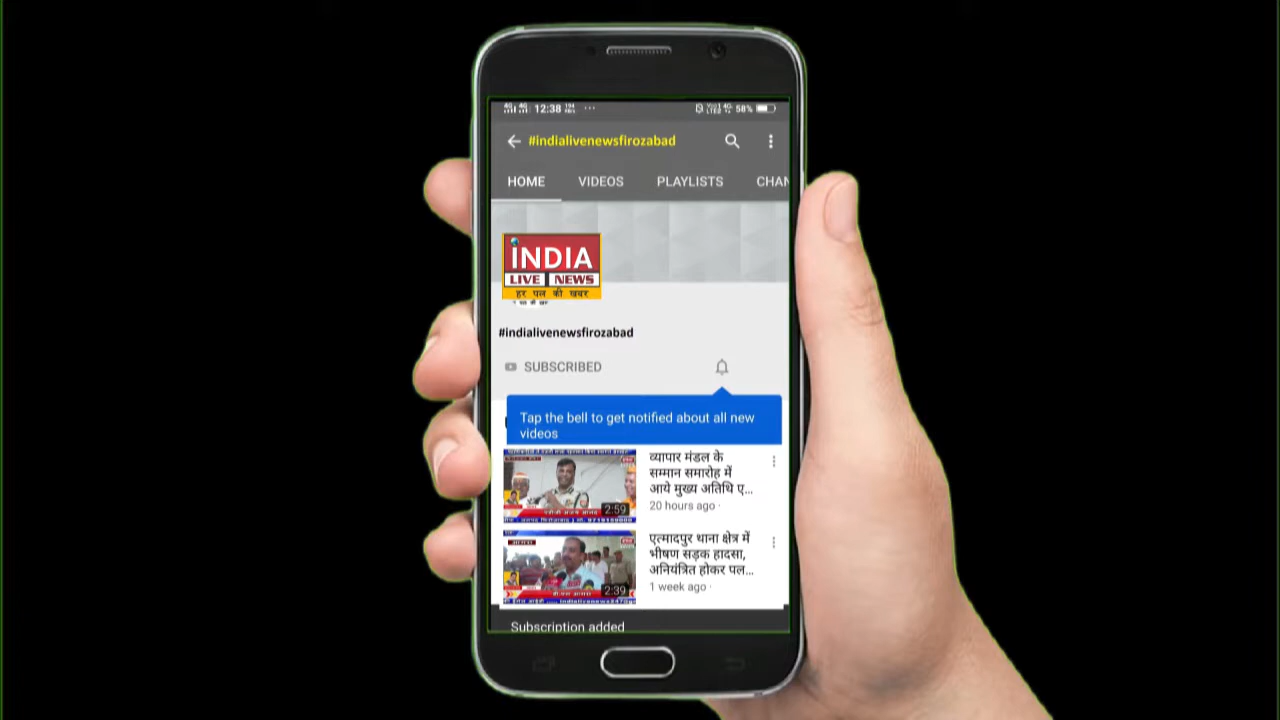 12:38
58%
#indialivenewsfirozabad
HOME VIDEOS PLAYLISTS CHAN
INDIA
LIVE NEWS
हर पल की खबर
#indialivenewsfirozabad
SUBSCRIBED
Tap the bell to get notified about all new
videos
व्यापार मंडल के
सम्मान समारोह में
आये मुख्य अतिथि ए...
20 hours ago ·
2:59
एत्मादपुर थाना क्षेत्र में
भीषण सड़क हादसा,
अनियंत्रित होकर पल...
1 week ago ·
2:39
Subscription added